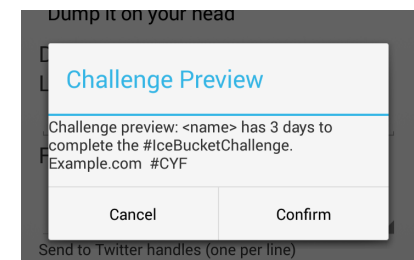 Dump it on your head
D
L
Challenge Preview
Challenge preview: <name> has 3 days to
complete the #IceBucketChallenge.
Example.com  #CYF
Cancel
Confirm
Send to Twitter handles (one per line)